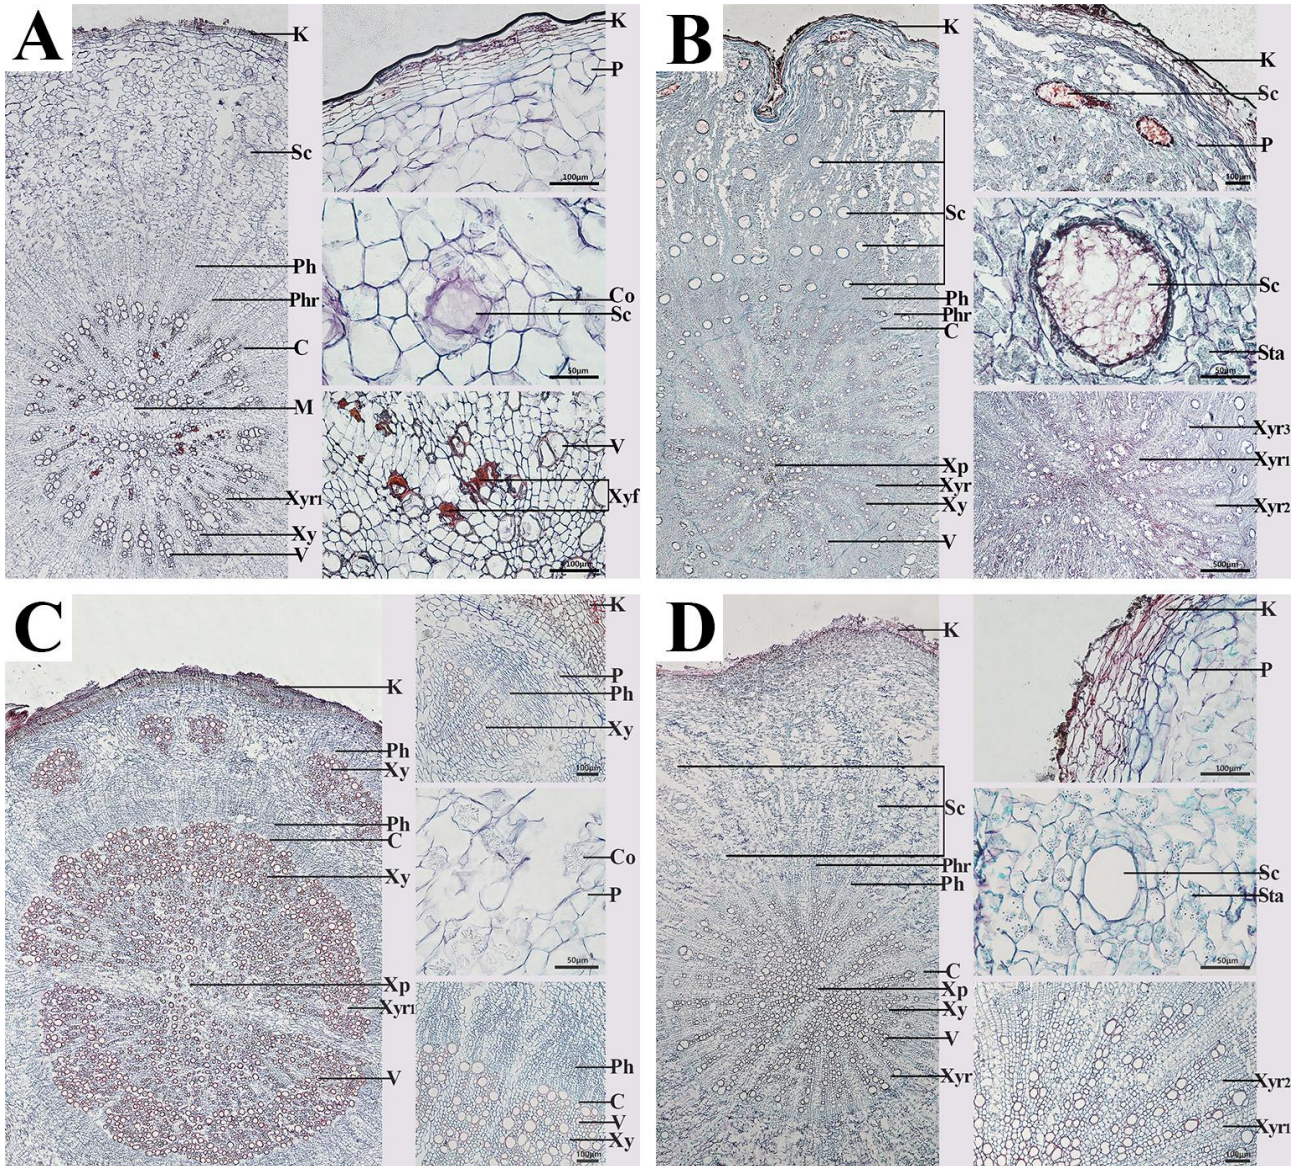 A
K
Sc
Ph
Phr
C
M
Xyr1
Xy
V
K
P
100μm
Co
Sc
50μm
V
Xyf
100μm
B
K
Sc
Ph
Phr
C
Xp
Xyr
Xy
V
K
Sc
P
100μm
Sc
Sta
50μm
Xyr3
Xyr1
Xyr2
500μm
C
K
Ph
Xy
Ph
C
Xy
Xp
Xyr1
V
K
P
Ph
Xy
100μm
Co
P
50μm
Ph
C
V
Xy
100μm
D
K
Sc
Phr
Ph
C
Xp
Xy
V
Xyr
K
P
100μm
Sc
Sta
50μm
Xyr2
Xyr1
100μm